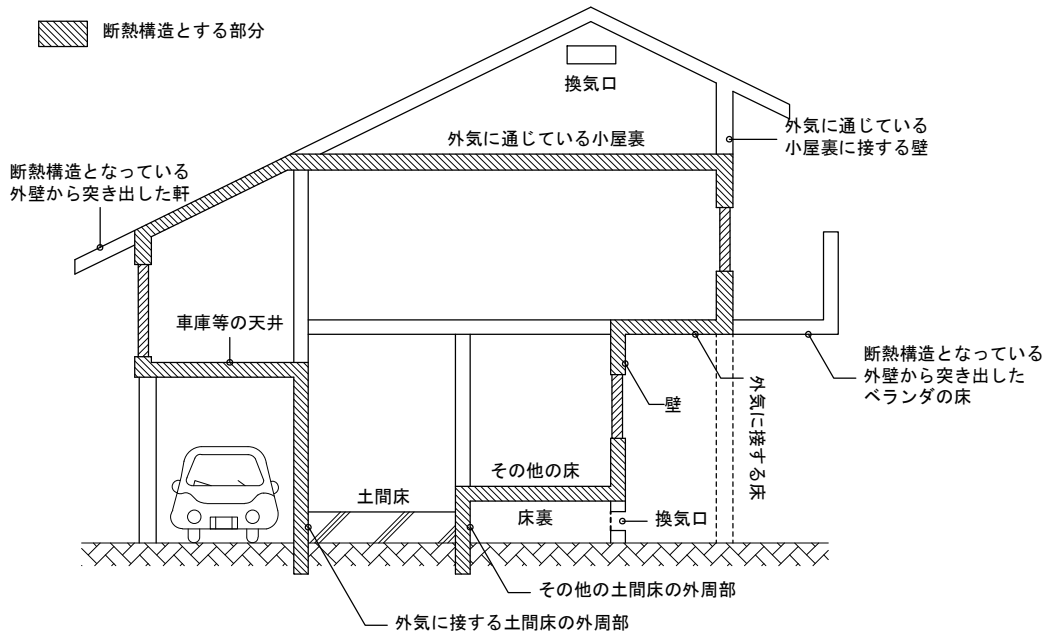 断熱構造とする部分
換気口
外気に通じている小屋裏
外気に通じている
小屋裏に接する壁
断熱構造となっている
外壁から突き出した軒
車庫等の天井
断熱構造となっている
外壁から突き出した
ベランダの床
外気に接する床
壁
その他の床
土間床
床裏
換気口
その他の土間床の外周部
外気に接する土間床の外周部